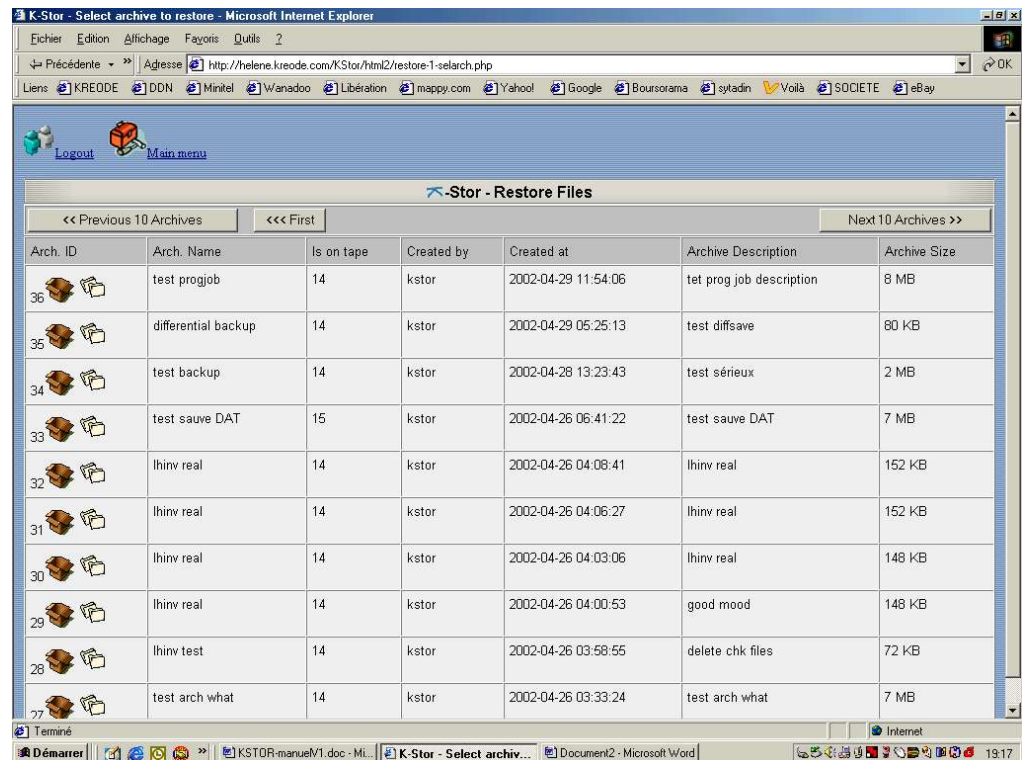 K-Stor - Select archive to restore - Microsoft Internet Explorer
Fichier Edition Affichage Favoris Outils ?
Précédente » Adresse http://helene.kreode.com/KStor/html2/restore-1-selarch.php OK
Liens KREODE DDN Minitel Wanadoo Libération mappy.com Yahoo! Google Boursorama sytadin Voilà SOCIETE eBay
Logout Main menu
-Stor - Restore Files
<< Previous 10 Archives <<< First Next 10 Archives >>
Arch. ID Arch. Name Is on tape Created by Created at Archive Description Archive Size
36 test progjob 14 kstor 2002-04-29 11:54:06 tet prog job description 8 MB
35 differential backup 14 kstor 2002-04-29 05:25:13 test diffsave 80 KB
34 test backup 14 kstor 2002-04-28 13:23:43 test sérieux 2 MB
33 test sauve DAT 15 kstor 2002-04-26 06:41:22 test sauve DAT 7 MB
32 lhinv real 14 kstor 2002-04-26 04:08:41 lhinv real 152 KB
31 lhinv real 14 kstor 2002-04-26 04:06:27 lhinv real 152 KB
30 lhinv real 14 kstor 2002-04-26 04:03:06 lhinv real 148 KB
29 lhinv real 14 kstor 2002-04-26 04:00:53 good mood 148 KB
28 lhinv test 14 kstor 2002-04-26 03:58:55 delete chk files 72 KB
27 test arch what 14 kstor 2002-04-26 03:33:24 test arch what 7 MB
Terminé Internet
Démarrer » KSTOR-manuelV1.doc - Mi... K-Stor - Select archiv... Document2 - Microsoft Word 19:17